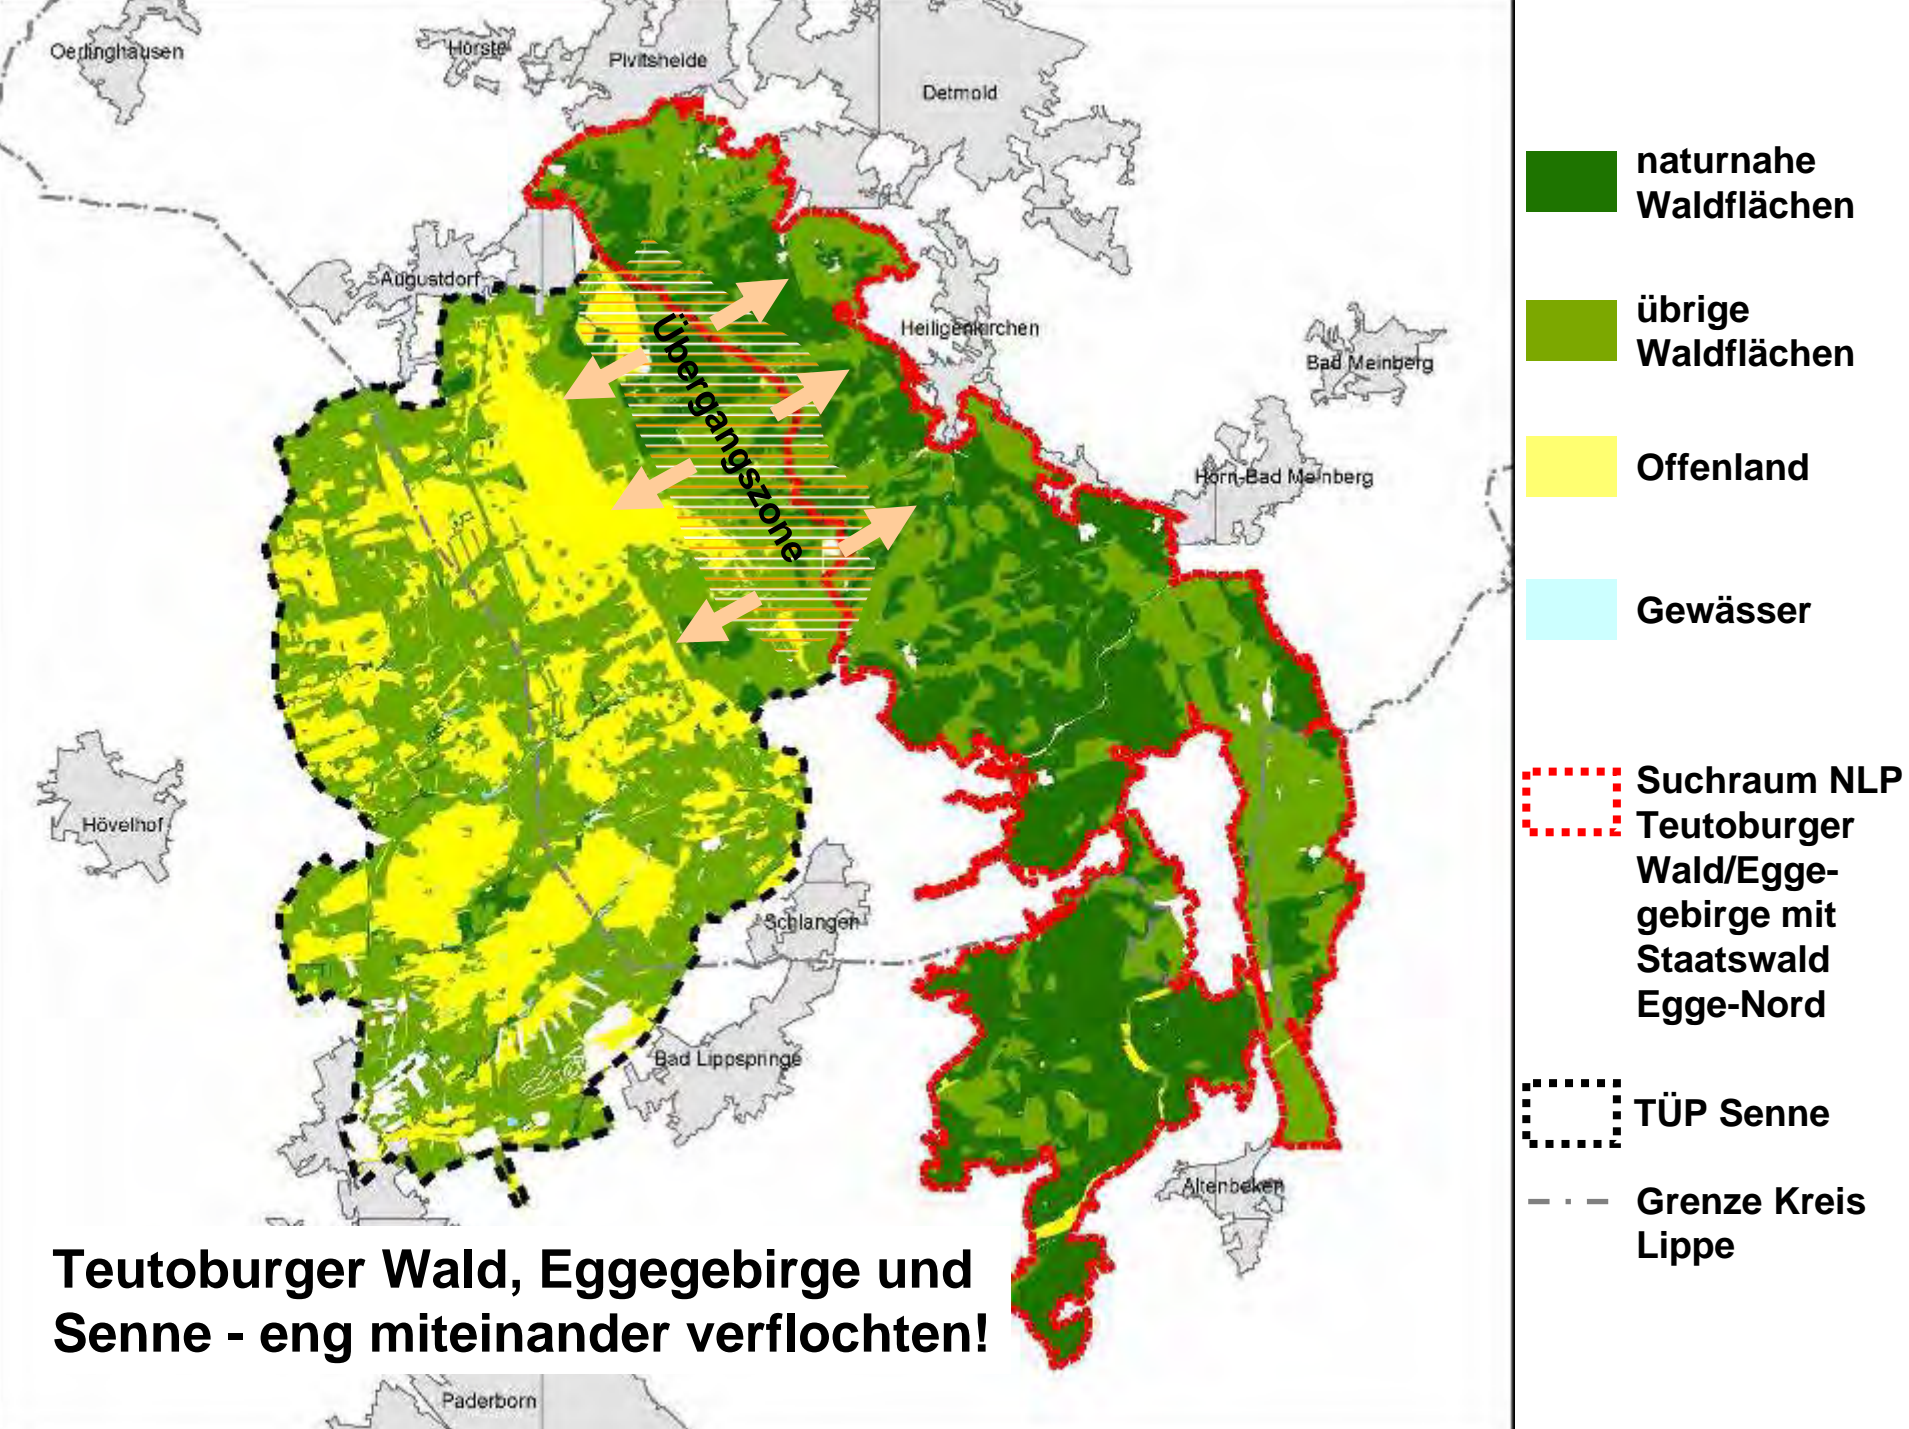 Oerlinghausen
Horste
Pivitsheide
Detmold
Augustdorf
Heiligenkirchen
Bad Meinberg
Horn-Bad Meinberg
Übergangszone
Hövelhof
Schlangen
Bad Lippspringe
Altenbeken
Paderborn
Teutoburger Wald, Eggegebirge und
Senne - eng miteinander verflochten!
naturnahe
Waldflächen
übrige
Waldflächen
Offenland
Gewässer
Suchraum NLP
Teutoburger
Wald/Egge-
gebirge mit
Staatswald
Egge-Nord
TÜP Senne
Grenze Kreis
Lippe